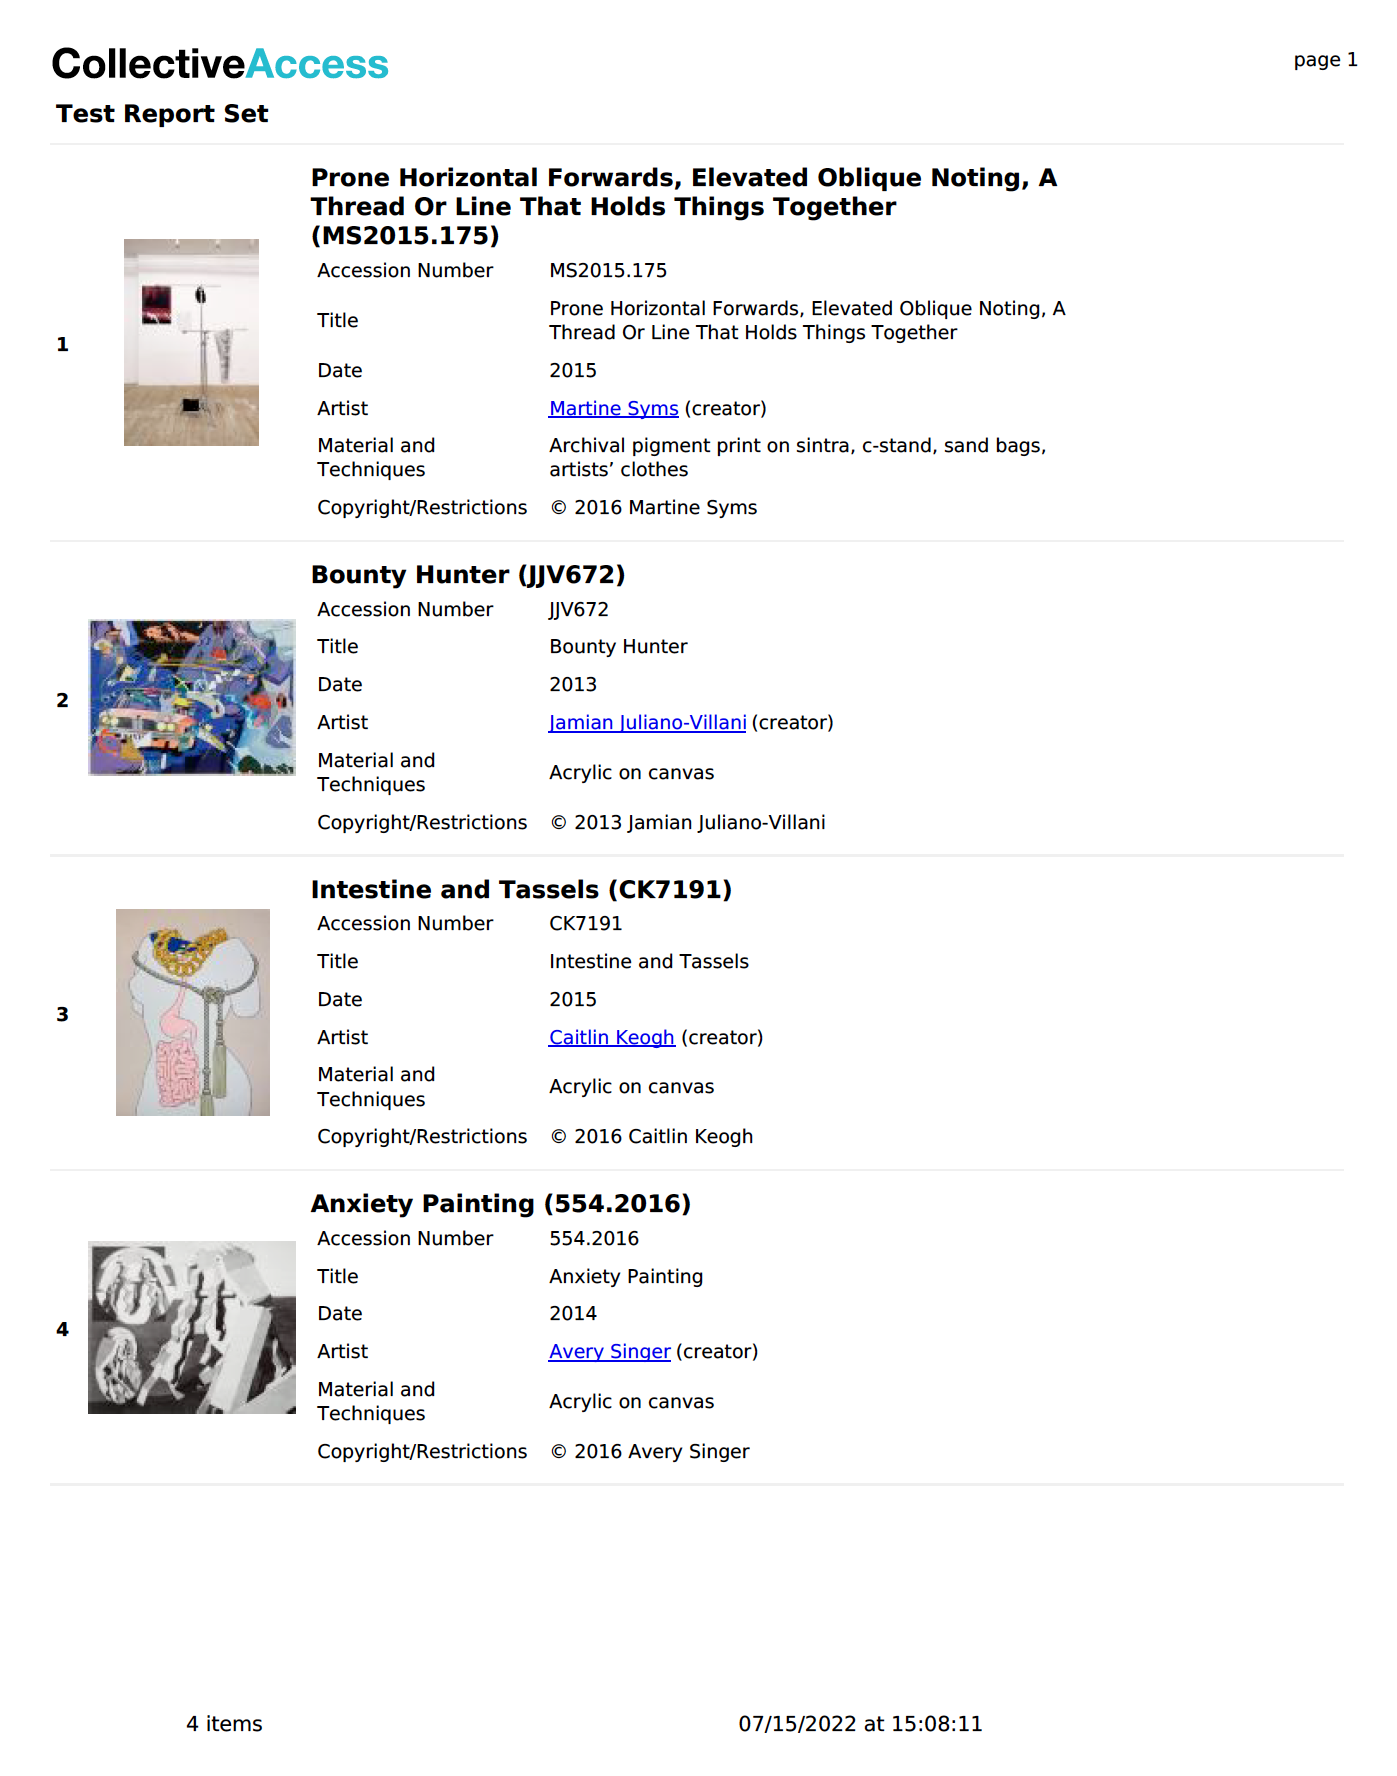 CollectiveAccess
page 1
Test Report Set
1
Prone Horizontal Forwards, Elevated Oblique Noting, A
Thread Or Line That Holds Things Together
(MS2015.175)
Accession Number MS2015.175
Title Prone Horizontal Forwards, Elevated Oblique Noting, A
Thread Or Line That Holds Things Together
Date 2015
Artist Martine Syms (creator)
Material and
Techniques
Archival pigment print on sintra, c-stand, sand bags,
artists’ clothes
Copyright/Restrictions © 2016 Martine Syms
2
Bounty Hunter (JJV672)
Accession Number JJV672
Title Bounty Hunter
Date 2013
Artist Jamian Juliano-Villani (creator)
Material and
Techniques
Acrylic on canvas
Copyright/Restrictions © 2013 Jamian Juliano-Villani
3
Intestine and Tassels (CK7191)
Accession Number CK7191
Title Intestine and Tassels
Date 2015
Artist Caitlin Keogh (creator)
Material and
Techniques
Acrylic on canvas
Copyright/Restrictions © 2016 Caitlin Keogh
4
Anxiety Painting (554.2016)
Accession Number 554.2016
Title Anxiety Painting
Date 2014
Artist Avery Singer (creator)
Material and
Techniques
Acrylic on canvas
Copyright/Restrictions © 2016 Avery Singer
4 items
07/15/2022 at 15:08:11